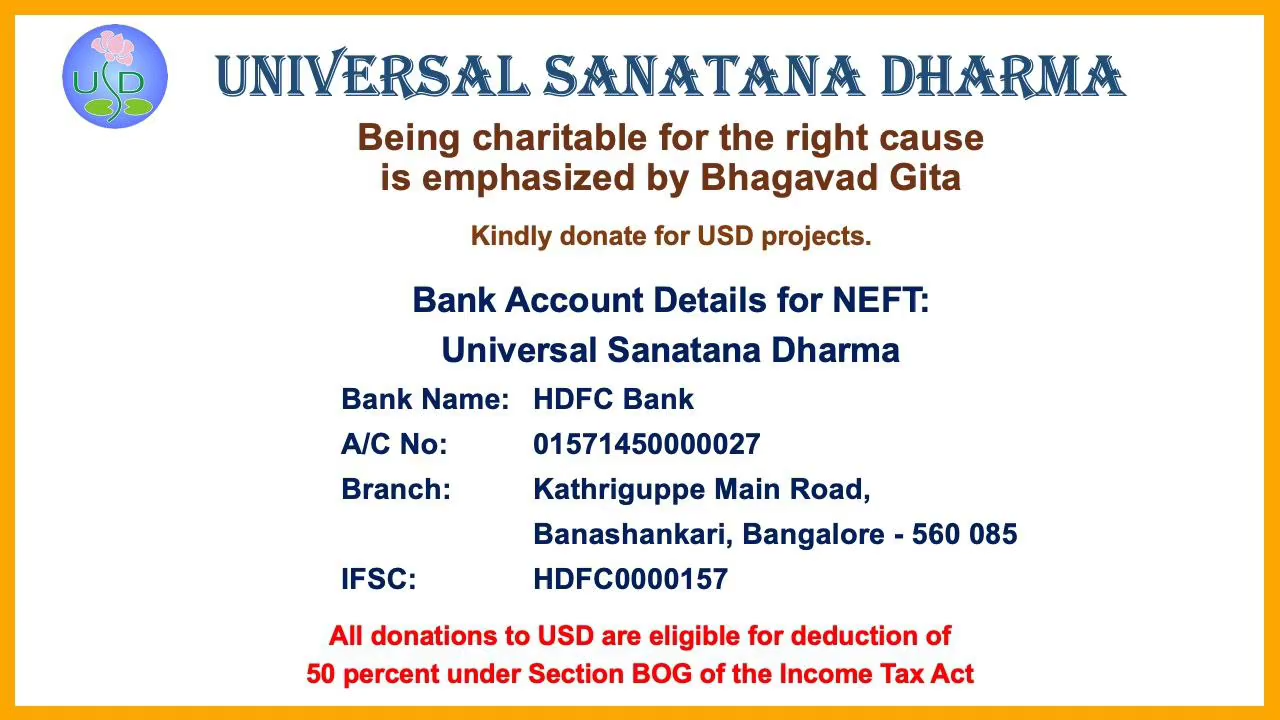 USD
UNIVERSAL SANATANA DHARMA
Being charitable for the right cause
is emphasized by Bhagavad Gita
Kindly donate for USD projects.
Bank Account Details for NEFT:
Universal Sanatana Dharma
Bank Name: HDFC Bank
A/C No: 01571450000027
Branch: Kathriguppe Main Road,
Banashankari, Bangalore - 560 085
IFSC: HDFC0000157
All donations to USD are eligible for deduction of
50 percent under Section BOG of the Income Tax Act